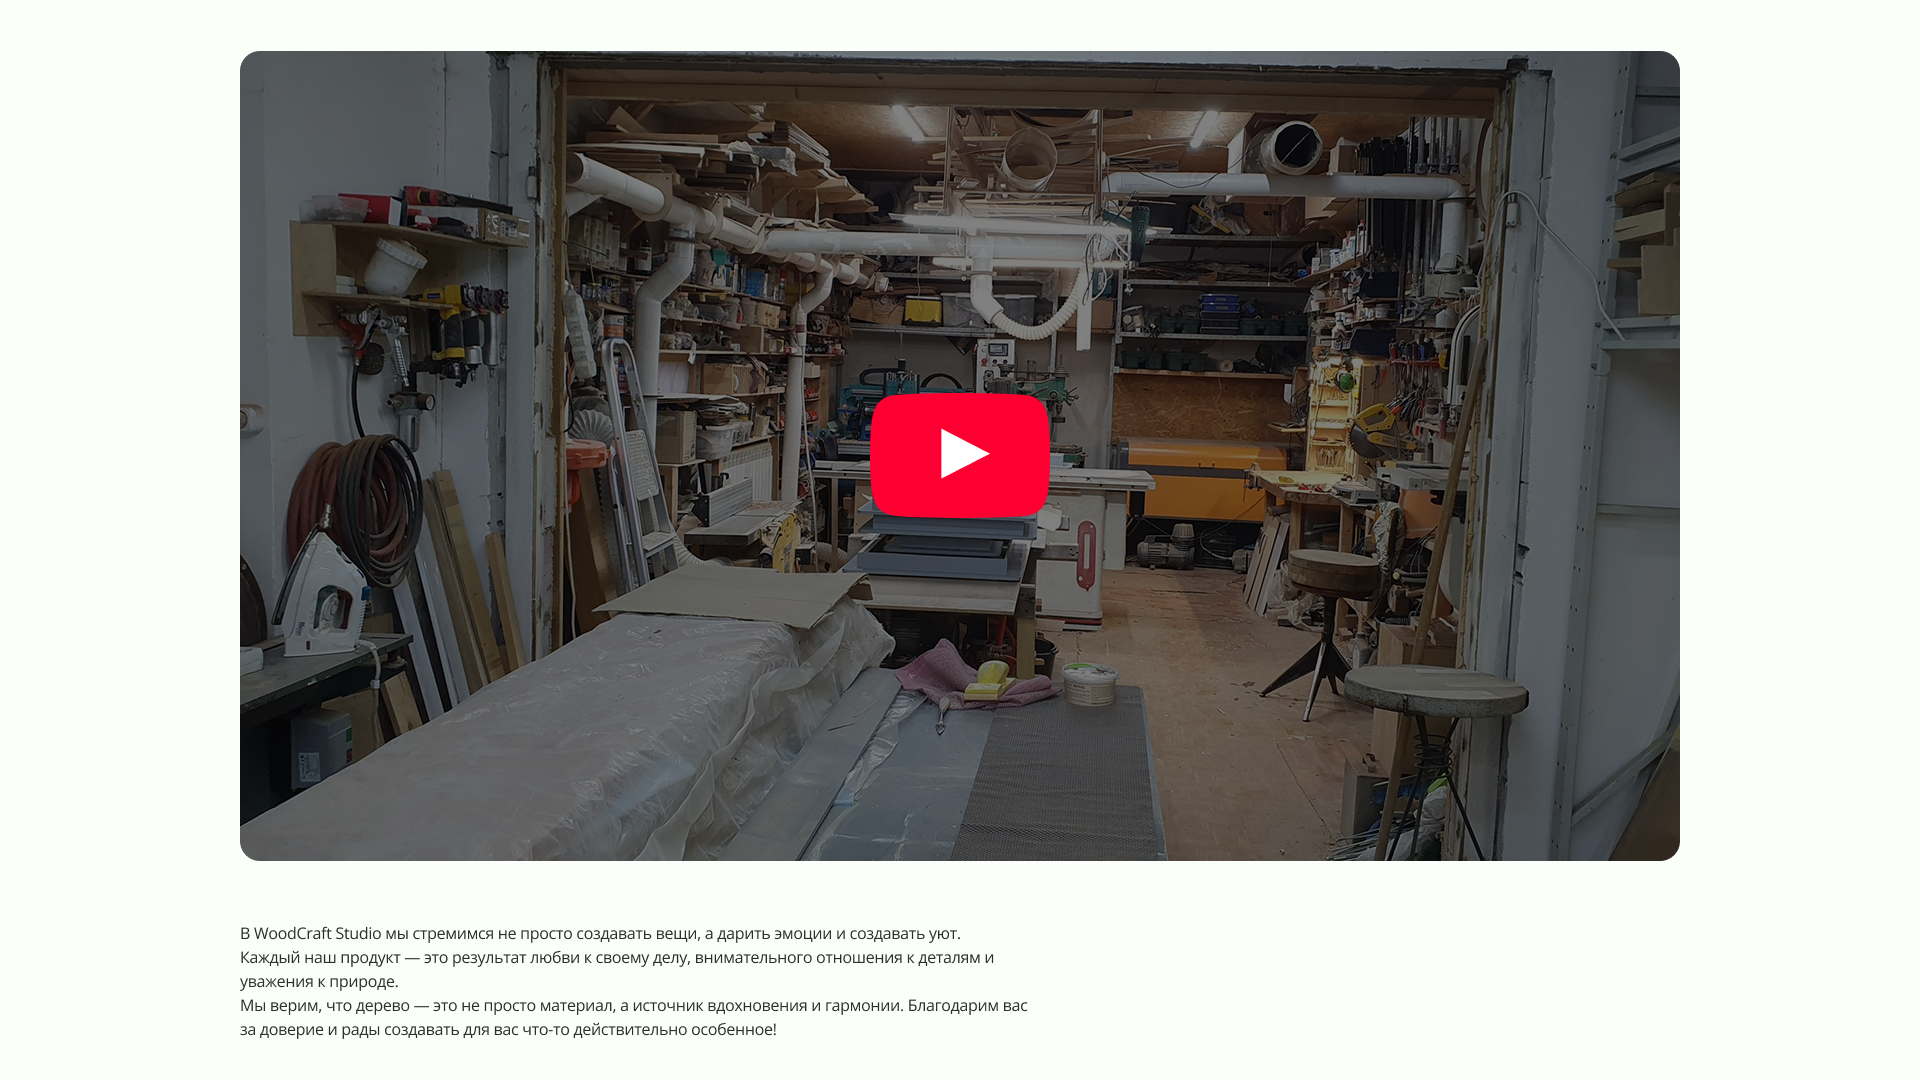 В WoodCraft Studio мы стремимся не просто создавать вещи, а дарить эмоции и создавать уют.
Каждый наш продукт — это результат любви к своему делу, внимательного отношения к деталям и
уважения к природе.
Мы верим, что дерево — это не просто материал, а источник вдохновения и гармонии. Благодарим вас
за доверие и рады создавать для вас что-то действительно особенное!